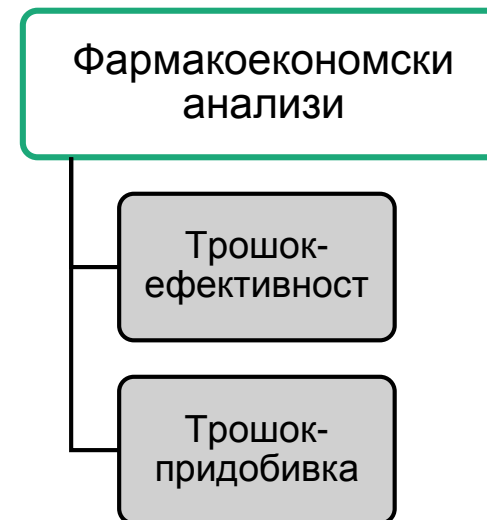 Фармакоекономски
анализи
Трошок-
ефективност
Трошок-
придобивка